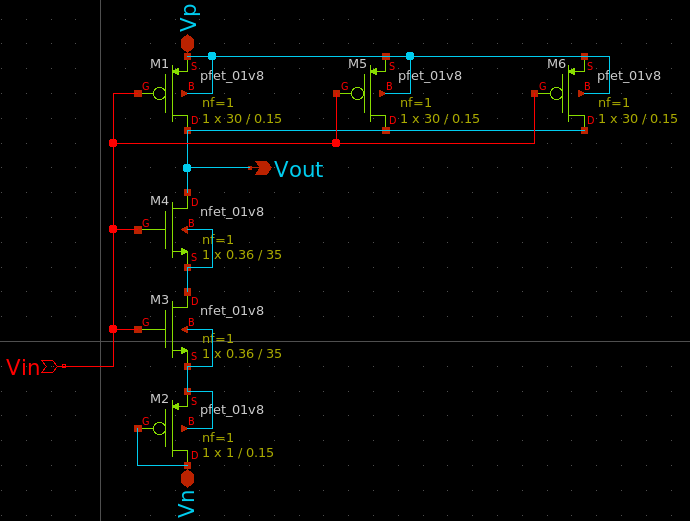 Vp
M1
S
G
pfet_01v8
B
nf=1
D
1 x 30 / 0.15
M5
S
G
pfet_01v8
B
nf=1
D
1 x 30 / 0.15
M6
S
G
pfet_01v8
B
nf=1
D
1 x 30 / 0.15
Vout
M4
D
nfet_01v8
G
B
nf=1
S
1 x 0.36 / 35
M3
D
pfet_01v8
G
B
nf=1
S
1 x 0.36 / 35
Vin
M2
S
pfet_01v8
G
B
nf=1
D
1 x 1 / 0.15
Vn